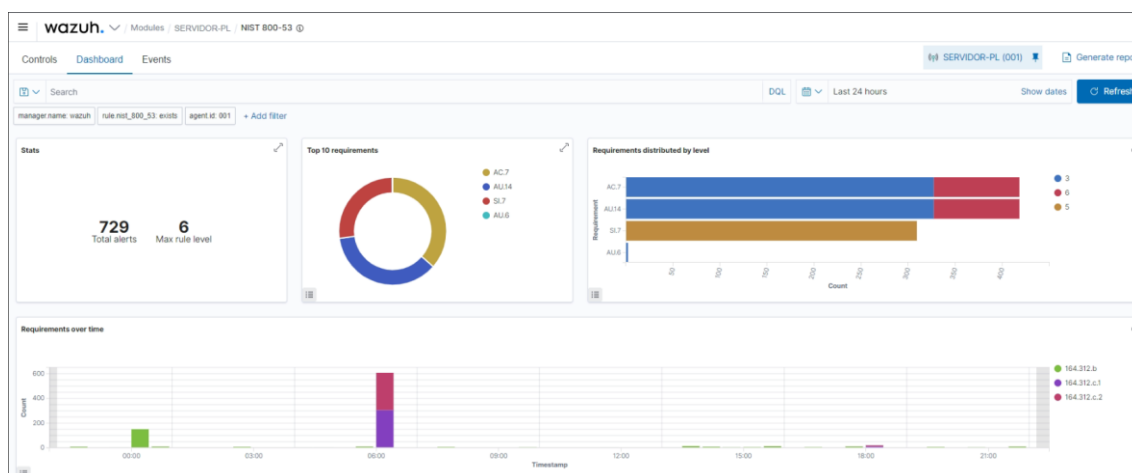 wazuh. / Modules / SERVIDOR-PL / NIST 800-53
Controls Dashboard Events SERVIDOR-PL (001) Generate repo
Search DQL Last 24 hours Show dates Refresh
manager.name: wazuh rule.nist_800_53: exists agent.id: 001 + Add filter
Stats
729
Total alerts
6
Max rule level
Top 10 requirements
AC.7
AU.14
SI.7
AU.6
Requirements distributed by level
Requirement
AC.7
AU.14
SI.7
AU.6
50 100 150 200 250 300 350 400
Count
3
6
5
Requirements over time
Count
600
400
200
0
00:00 03:00 06:00 09:00 12:00 15:00 18:00 21:00
Timestamp
164.312.b
164.312.c.1
164.312.c.2